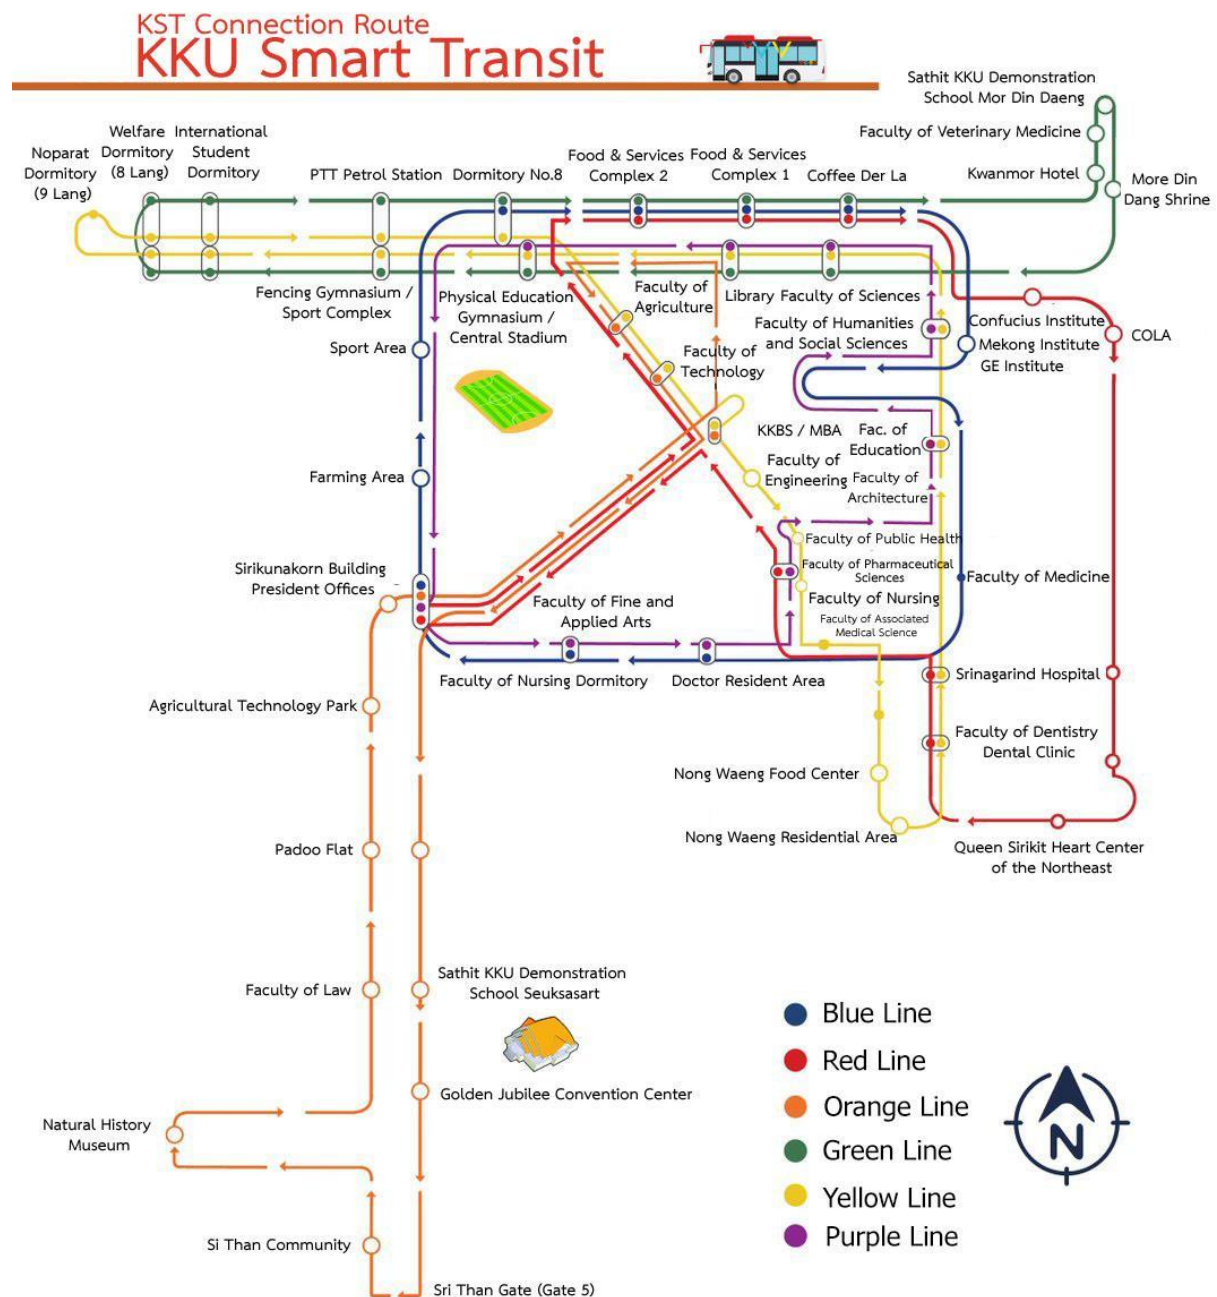 KST Connection Route
KKU Smart Transit
Sathit KKU Demonstration
School Mor Din Daeng
Faculty of Veterinary Medicine
Kwanmor Hotel
More Din
Dang Shrine
Noparat
Dormitory
(9 Lang)
Welfare
Dormitory
(8 Lang)
International
Student
Dormitory
PTT Petrol Station
Dormitory No.8
Food & Services
Complex 2
Food & Services
Complex 1
Coffee Der La
Fencing Gymnasium /
Sport Complex
Physical Education
Gymnasium /
Central Stadium
Faculty of
Agriculture
Library Faculty of Sciences
Faculty of Humanities
and Social Sciences
Confucius Institute
Mekong Institute
GE Institute
COLA
Sport Area
Faculty of
Technology
KKBS / MBA
Fac. of
Education
Faculty of
Engineering
Faculty of
Architecture
Farming Area
Faculty of Public Health
Faculty of Pharmaceutical
Sciences
Faculty of Medicine
Faculty of Nursing
Faculty of Associated
Medical Science
Sirikunakorn Building
President Offices
Faculty of Fine and
Applied Arts
Faculty of Nursing Dormitory
Doctor Resident Area
Srinagarind Hospital
Agricultural Technology Park
Faculty of Dentistry
Dental Clinic
Nong Waeng Food Center
Nong Waeng Residential Area
Queen Sirikit Heart Center
of the Northeast
Padoo Flat
Faculty of Law
Sathit KKU Demonstration
School Seuksasart
Golden Jubilee Convention Center
Natural History
Museum
Si Than Community
Sri Than Gate (Gate 5)
Blue Line
Red Line
Orange Line
Green Line
Yellow Line
Purple Line
N